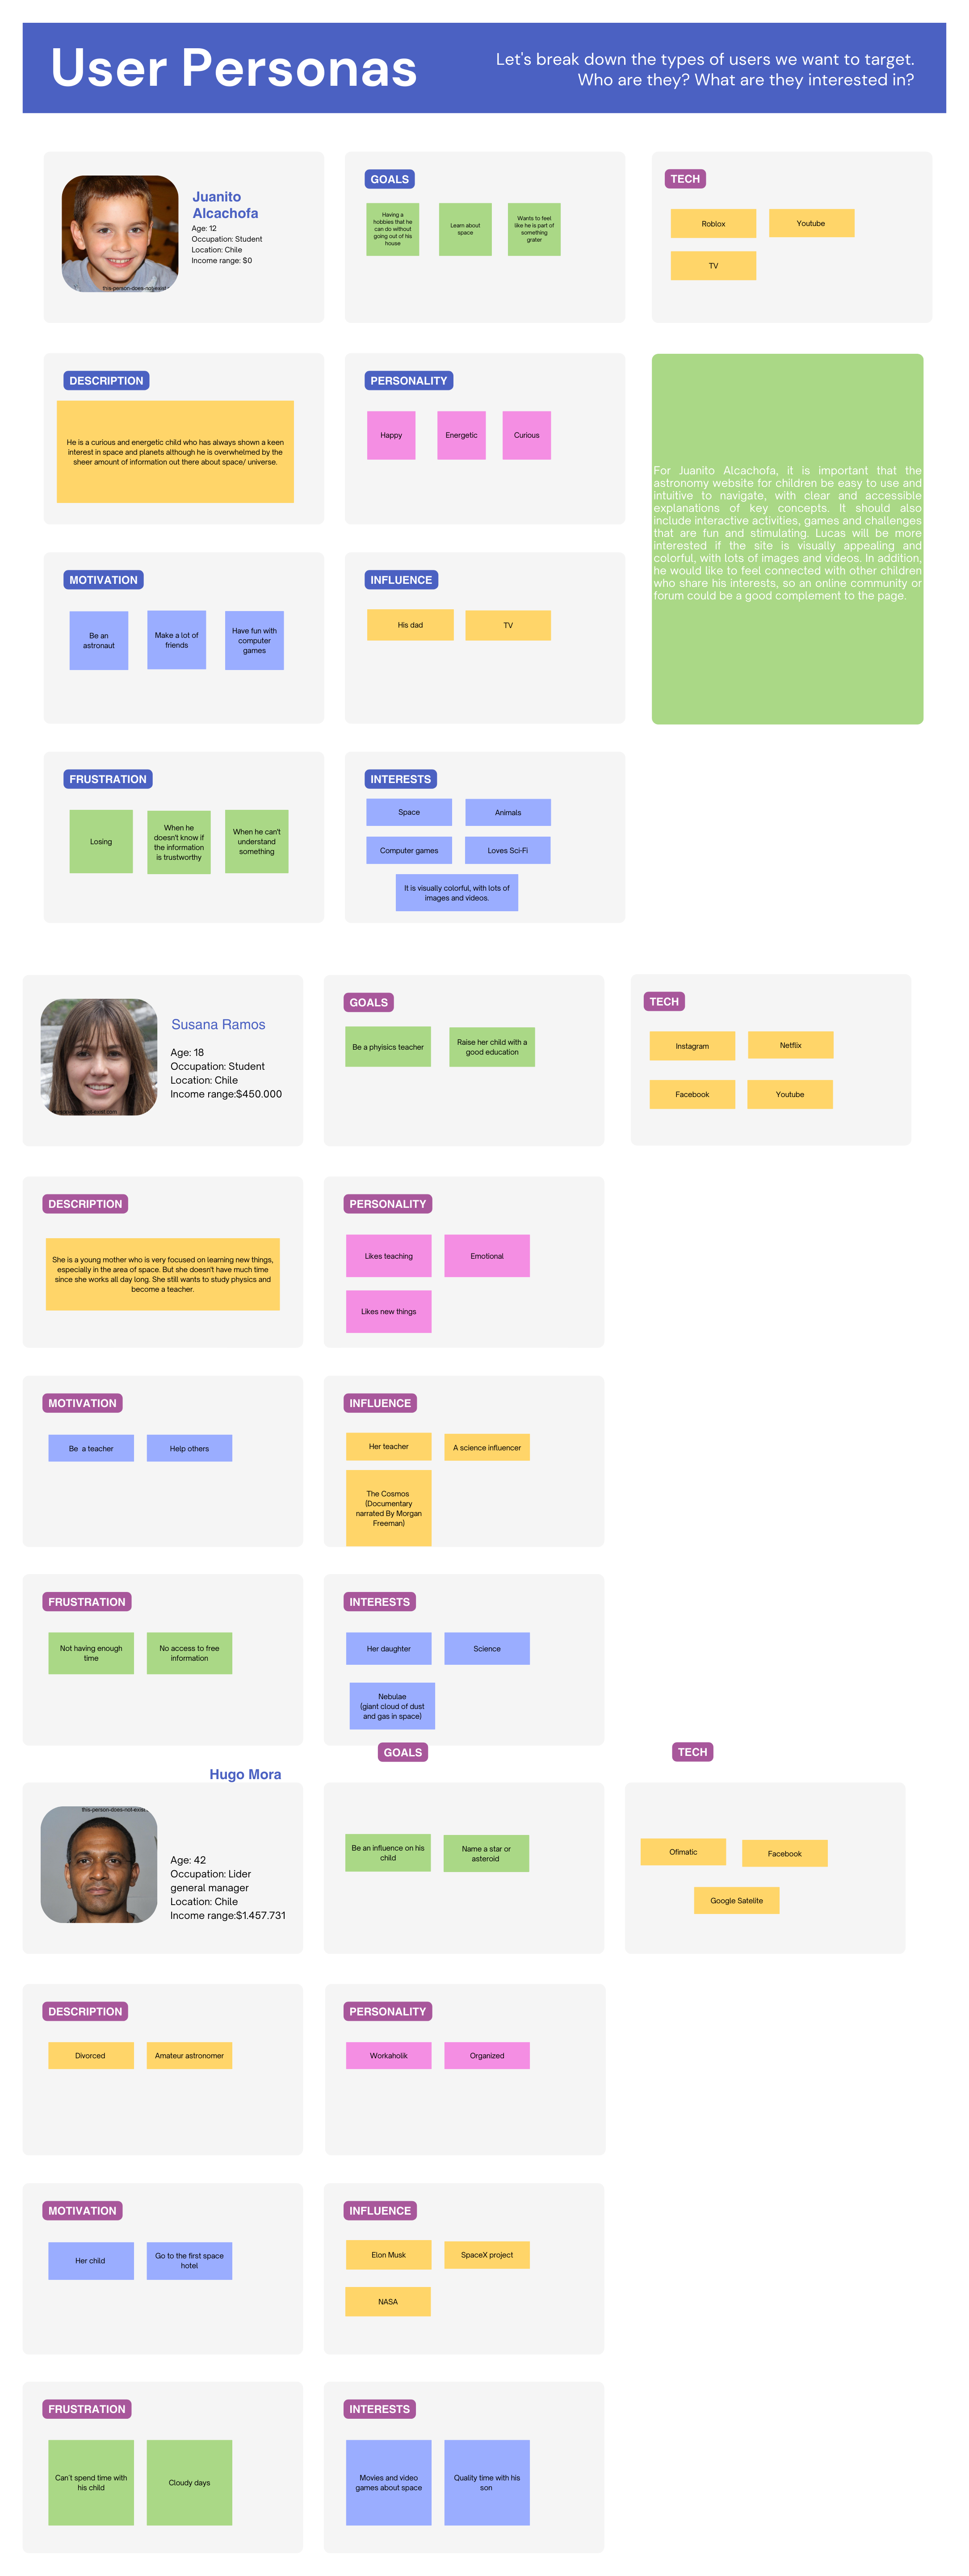 User Personas
Let's break down the types of users we want to target.
Who are they? What are they interested in?
Juanito
Alcachofa
Age: 12
Occupation: Student
Location: Chile
Income range: $0
this-person-does-not-exist
GOALS
Having a
hobbies that he
can do without
going out of his
house
Learn about
space
Wants to feel
like he is part of
something
grater
TECH
Roblox
Youtube
TV
DESCRIPTION
He is a curious and energetic child who has always shown a keen
interest in space and planets although he is overwhelmed by the
sheer amount of information out there about space/ universe.
PERSONALITY
Happy
Energetic
Curious
For Juanito Alcachofa, it is important that the
astronomy website for children be easy to use and
intuitive to navigate, with clear and accessible
explanations of key concepts. It should also
include interactive activities, games and challenges
that are fun and stimulating. Lucas will be more
interested if the site is visually appealing and
colorful, with lots of images and videos. In addition,
he would like to feel connected with other children
who share his interests, so an online community or
forum could be a good complement to the page.
MOTIVATION
Be an
astronaut
Make a lot of
friends
Have fun with
computer
games
INFLUENCE
His dad
TV
FRUSTRATION
Losing
When he
doesn't know if
the information
is trustworthy
When he can't
understand
something
INTERESTS
Space
Animals
Computer games
Loves Sci-Fi
It is visually colorful, with lots of
images and videos.
Susana Ramos
Age: 18
Occupation: Student
Location: Chile
Income range:$450.000
GOALS
Be a phyisics teacher
Raise her child with a
good education
TECH
Instagram
Netflix
Facebook
Youtube
DESCRIPTION
She is a young mother who is very focused on learning new things,
especially in the area of space. But she doesn't have much time
since she works all day long. She still wants to study physics and
become a teacher.
PERSONALITY
Likes teaching
Emotional
Likes new things
MOTIVATION
Be a teacher
Help others
INFLUENCE
Her teacher
A science influencer
The Cosmos
(Documentary
narrated By Morgan
Freeman)
FRUSTRATION
Not having enough
time
No access to free
information
INTERESTS
Her daughter
Science
Nebulae
(giant cloud of dust
and gas in space)
Hugo Mora
this-person-does-not-exist
Age: 42
Occupation: Lider
general manager
Location: Chile
Income range:$1.457.731
GOALS
Be an influence on his
child
Name a star or
asteroid
TECH
Ofimatic
Facebook
Google Satelite
DESCRIPTION
Divorced
Amateur astronomer
PERSONALITY
Workaholik
Organized
MOTIVATION
Her child
Go to the first space
hotel
INFLUENCE
Elon Musk
SpaceX project
NASA
FRUSTRATION
Can't spend time with
his child
Cloudy days
INTERESTS
Movies and video
games about space
Quality time with his
son